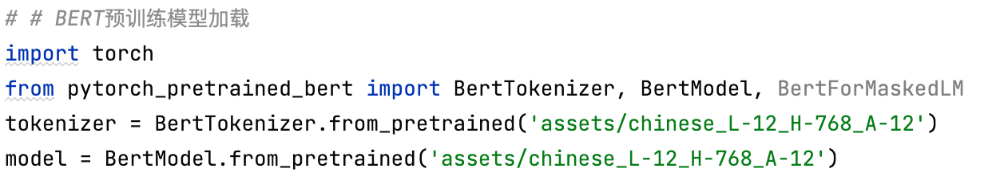 # # BERT预训练模型加载
import torch
from pytorch_pretrained_bert import BertTokenizer, BertModel, BertForMaskedLM
tokenizer = BertTokenizer.from_pretrained('assets/chinese_L-12_H-768_A-12')
model = BertModel.from_pretrained('assets/chinese_L-12_H-768_A-12')